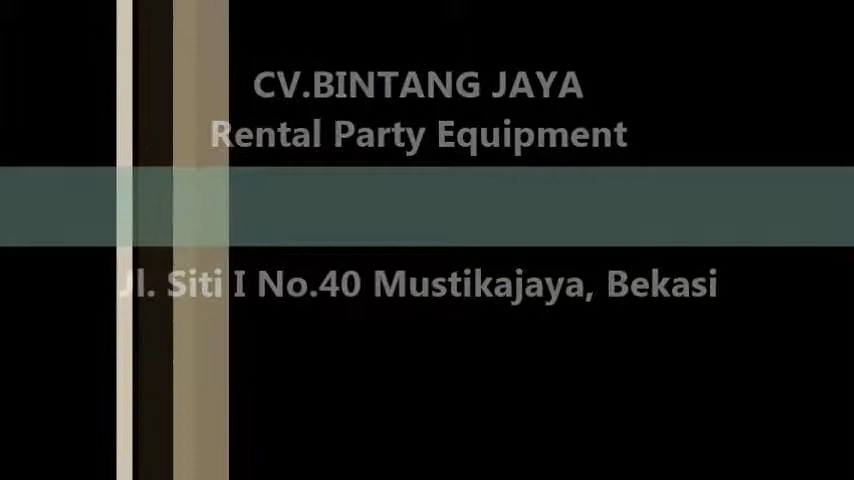 CV.BINTANG JAYA
Rental Party Equipment
Jl. Siti I No.40 Mustikajaya, Bekasi